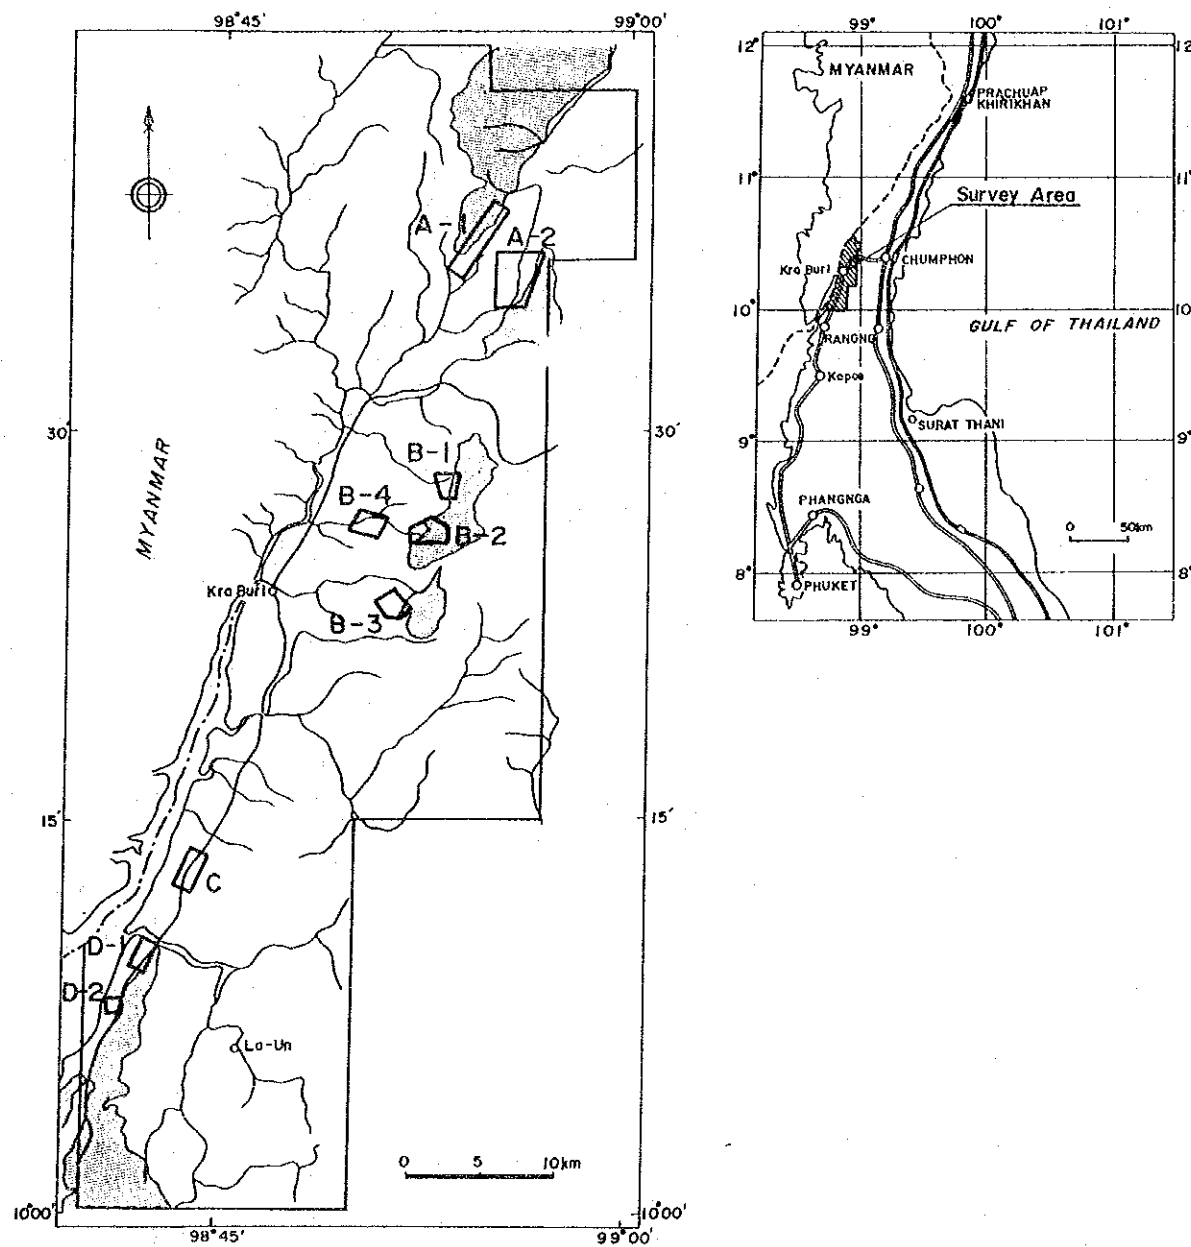 98°45'
99°00'
A-1
A-2
30'
30'
MYANMAR
B-1
B-4
B-2
Kra Buri
B-3
15'
15'
C
D-1
D-2
La-Un
0 5 10km
10°00'
10°00'
98°45'
99°00'
99°
100°
101°
12°
12°
MYANMAR
PRACHUAP
KHIRIKHAN
11°
11°
Survey Area
Kra Buri
CHUMPHON
10°
10°
GULF OF THAILAND
RANONG
Kapoe
SURAT THANI
9°
9°
PHANGNGA
0 50km
8°
8°
PHUKET
99°
100°
101°